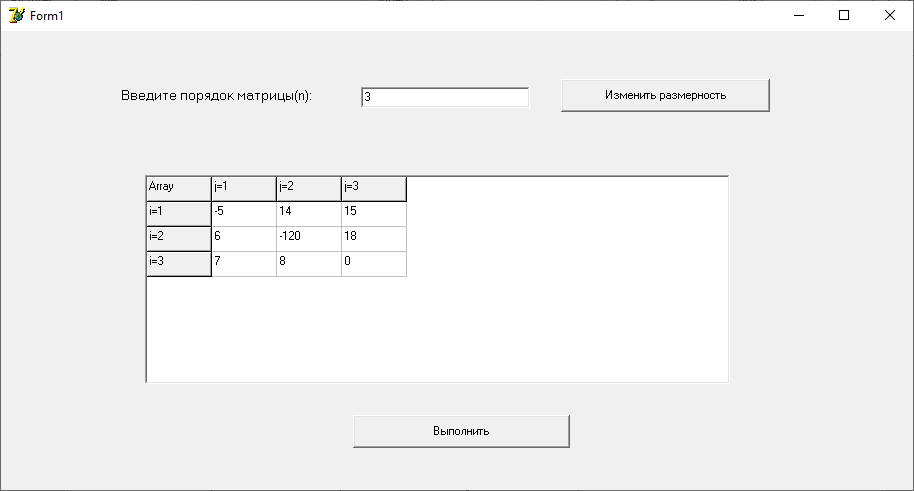 Form1
Введите порядок матрицы(n): 3 Изменить размерность
Array j=1 j=2 j=3
i=1 -5 14 15
i=2 6 -120 18
i=3 7 8 0
Выполнить